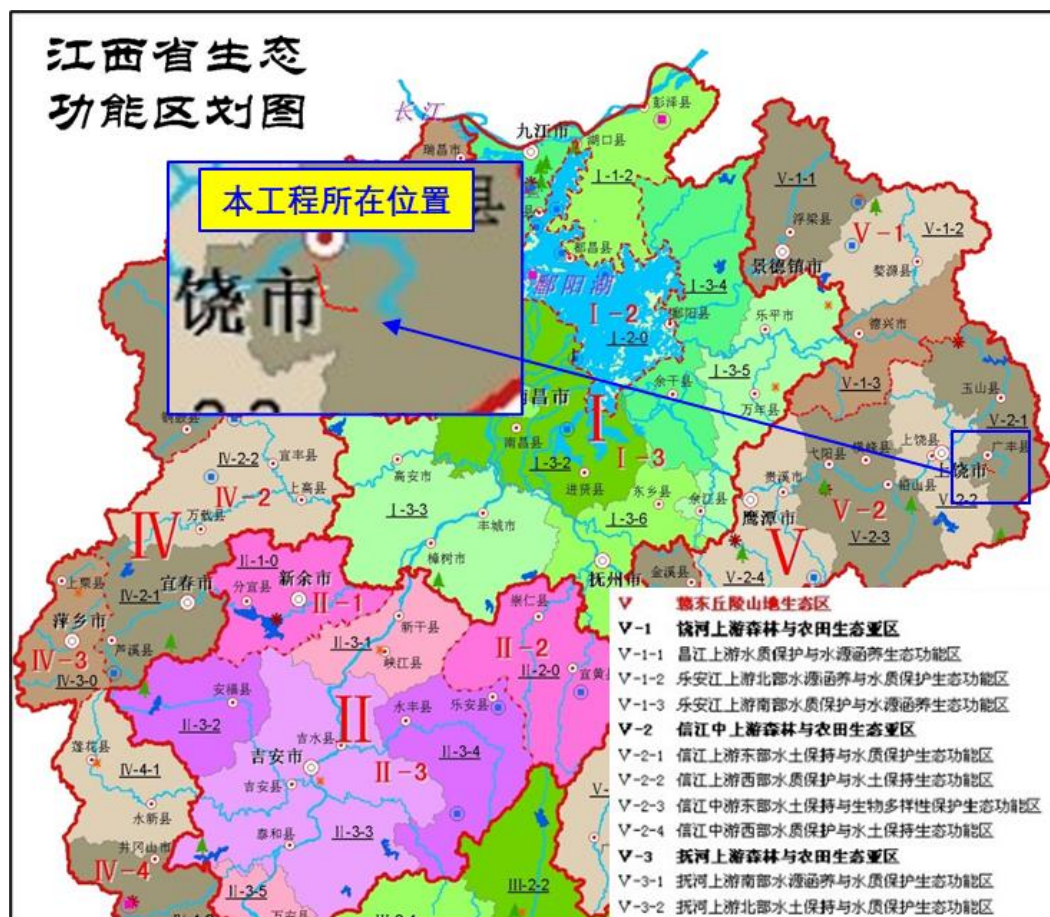 江西省生态
功能区划图
长江
彭泽县
九江市
湖口县
瑞昌市
I-1-2
本工程所在位置
县
饶市
V-1-1
浮梁县
V-1
V-1-2
都昌县
景德镇市
婺源县
鄱阳湖
I-3-4
I-2
鄱阳县
乐平市
德兴市
I-2-0
I-3-5
余干县
万年县
V-1-3
玉山县
南昌市
I
V-2-1
南昌县
I-3-2
I-3
进贤县
上饶县
上饶市
广丰县
弋阳县
横峰县
铅山县
V-2-2
贵溪市
鹰潭市
V-2
V-2-3
V
V-2-4
IV-2-2
宜丰县
IV-2
上高县
万载县
高安市
I-3-3
丰城市
樟树市
东乡县
余江县
I-3-6
抚州市
金溪县
IV
II-1-0
上栗县
宜春市
分宜县
新余市
II-1
IV-2-1
萍乡市
芦溪县
IV-3
IV-3-0
新干县
II-3-1
峡江县
崇仁县
II-2
II-2-0
宜黄县
安福县
II-3-2
II
永丰县
乐安县
II-3-4
吉水县
吉安市
II-3
吉安县
莲花县
IV-4-1
永新县
泰和县
II-3-3
井冈山市
IV-4
II-3-5
万安县
III-2-2
V 赣东丘陵山地生态区
V-1 饶河上游森林与农田生态亚区
V-1-1 昌江上游水质保护与水源涵养生态功能区
V-1-2 乐安江上游北部水源涵养与水质保护生态功能区
V-1-3 乐安江上游南部水质保护与水源涵养生态功能区
V-2 信江中上游森林与农田生态亚区
V-2-1 信江上游东部水土保持与水质保护生态功能区
V-2-2 信江上游西部水质保护与水土保持生态功能区
V-2-3 信江中游东部水土保持与生物多样性保护生态功能区
V-2-4 信江中游西部水质保护与水土保持生态功能区
V-3 抚河上游森林与农田生态亚区
V-3-1 抚河上游南部水源涵养与水质保护生态功能区
V-3-2 抚河上游北部水土保持与水质保护生态功能区